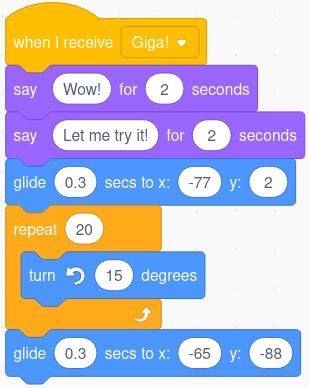 when I receive Giga!
say Wow! for 2 seconds
say Let me try it! for 2 seconds
glide 0.3 secs to x: -77 y: 2
repeat 20
turn 15 degrees
glide 0.3 secs to x: -65 y: -88